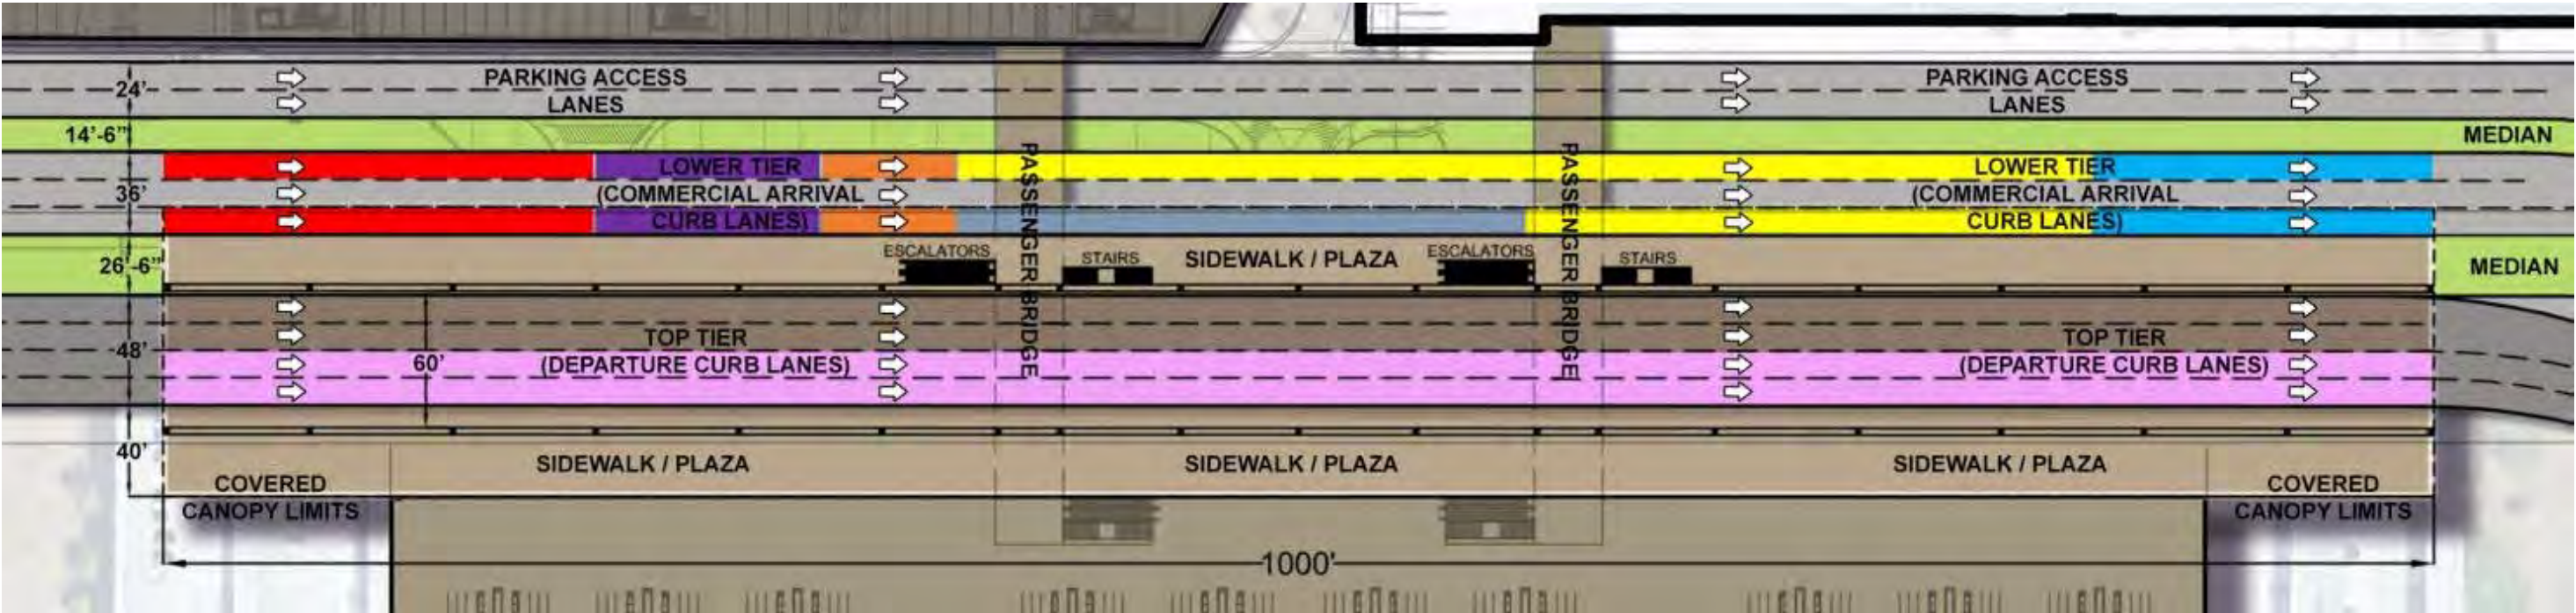 24'
PARKING ACCESS
LANES
PARKING ACCESS
LANES
14'-6"
MEDIAN
36'
LOWER TIER
(COMMERCIAL ARRIVAL
CURB LANES)
LOWER TIER
(COMMERCIAL ARRIVAL
CURB LANES)
PASSENGER BRIDGE
PASSENGER BRIDGE
26'-6"
ESCALATORS
STAIRS
SIDEWALK / PLAZA
ESCALATORS
STAIRS
MEDIAN
48'
60'
TOP TIER
(DEPARTURE CURB LANES)
TOP TIER
(DEPARTURE CURB LANES)
40'
SIDEWALK / PLAZA
SIDEWALK / PLAZA
SIDEWALK / PLAZA
COVERED
CANOPY LIMITS
COVERED
CANOPY LIMITS
1000'